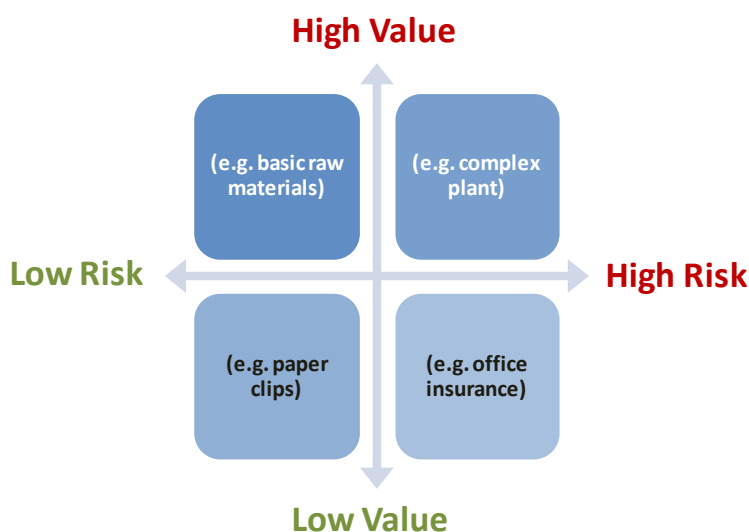 High Value
(e.g. basic raw
materials)
(e.g. complex
plant)
Low Risk
High Risk
(e.g. paper
clips)
(e.g. office
insurance)
Low Value